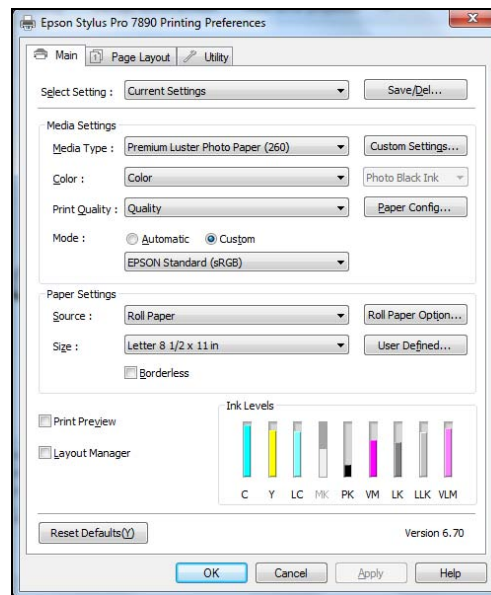 Epson Stylus Pro 7890 Printing Preferences
Main Page Layout Utility
Select Setting : Current Settings Save/Del...
Media Settings
Media Type : Premium Luster Photo Paper (260) Custom Settings...
Color : Color Photo Black Ink
Print Quality : Quality Paper Config...
Mode : Automatic Custom
EPSON Standard (sRGB)
Paper Settings
Source : Roll Paper Roll Paper Option...
Size : Letter 8 1/2 x 11 in User Defined...
Borderless
Print Preview
Layout Manager
Ink Levels
C Y LC MK PK VM LK LLK VLM
Reset Defaults(Y) Version 6.70
OK Cancel Apply Help